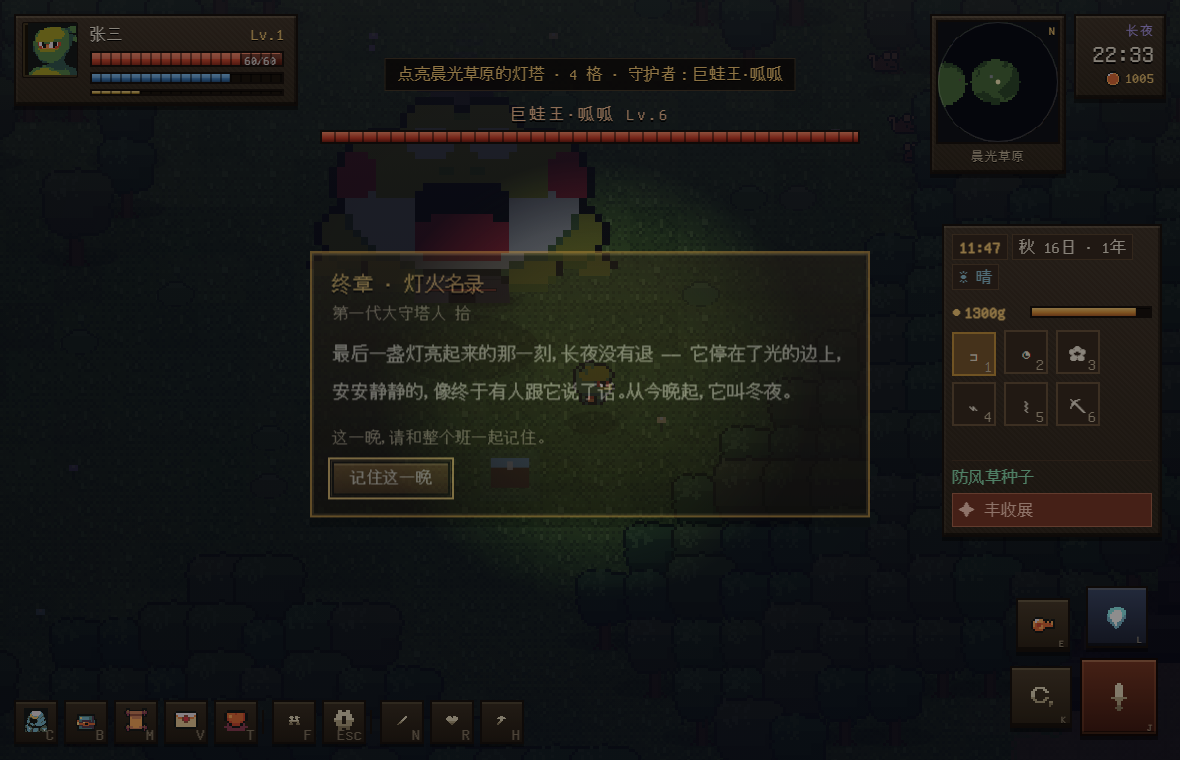 张三 Lv.1
60/60
点亮晨光草原的灯塔 · 4 格 · 守护者：巨蛙王·呱呱
巨蛙王·呱呱 Lv.6
N
晨光草原
长夜
22:33
1005
11:47 秋 16日 · 1年
晴
1300g
1 2 3
4 5 6
防风草种子
丰收展
终章 · 灯火名录
第一代大守塔人 拾
最后一盏灯亮起来的那一刻,长夜没有退 —— 它停在了光的边上,
安安静静的,像终于有人跟它说了话。从今晚起,它叫冬夜。
这一晚,请和整个班一起记住。
记住这一晚
E L
K J
C B M V T F ESC N R H